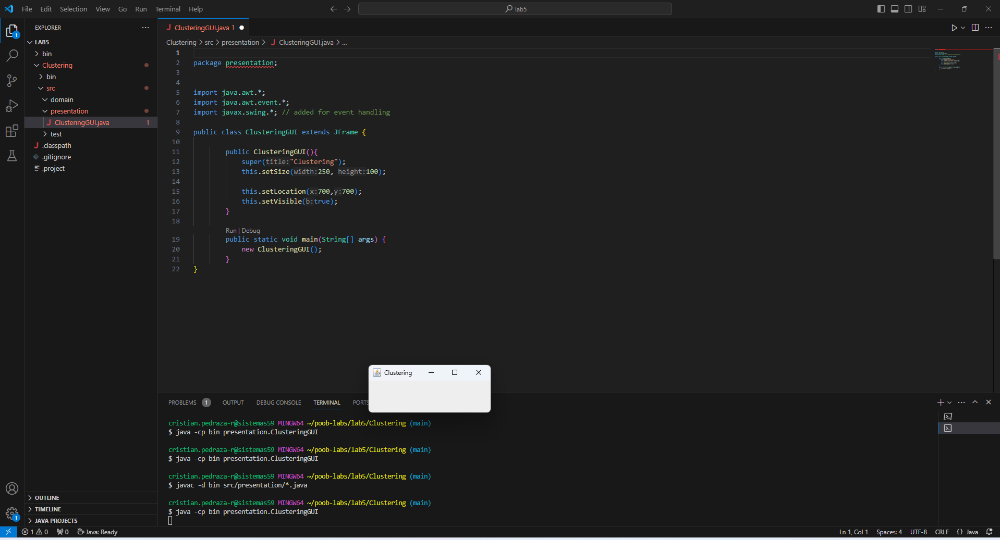 File Edit Selection View Go Run Terminal Help
lab5
EXPLORER
LAB5
bin
Clustering
bin
src
domain
presentation
ClusteringGUI.java 1
test
.classpath
.gitignore
.project
OUTLINE
TIMELINE
JAVA PROJECTS
1
1
ClusteringGUI.java 1
Clustering > src > presentation > ClusteringGUI.java > ...
1
2 package presentation;
3
4
5 import java.awt.*;
6 import java.awt.event.*;
7 import javax.swing.*; // added for event handling
8
9 public class ClusteringGUI extends JFrame {
10
11 public ClusteringGUI(){
12 super(title:"Clustering");
13 this.setSize(width:250, height:100);
14
15 this.setLocation(x:700,y:700);
16 this.setVisible(b:true);
17 }
18
Run | Debug
19 public static void main(String[] args) {
20 new ClusteringGUI();
21 }
22 }
Clustering
PROBLEMS 1 OUTPUT DEBUG CONSOLE TERMINAL PORTS
cristian.pedraza-r@sistemas59 MINGW64 ~/poob-labs/lab5/Clustering (main)
$ java -cp bin presentation.ClusteringGUI
cristian.pedraza-r@sistemas59 MINGW64 ~/poob-labs/lab5/Clustering (main)
$ java -cp bin presentation.ClusteringGUI
cristian.pedraza-r@sistemas59 MINGW64 ~/poob-labs/lab5/Clustering (main)
$ javac -d bin src/presentation/*.java
cristian.pedraza-r@sistemas59 MINGW64 ~/poob-labs/lab5/Clustering (main)
$ java -cp bin presentation.ClusteringGUI
1 0 0 Java: Ready Ln 1, Col 1 Spaces: 4 UTF-8 CRLF {} Java